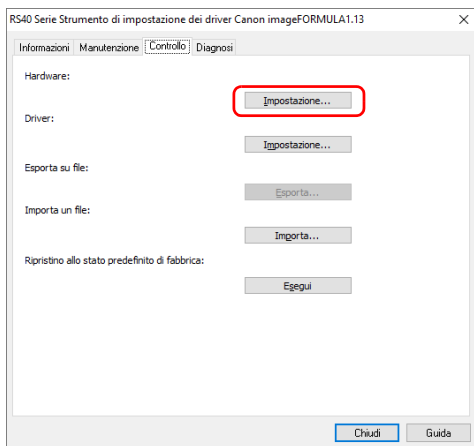 RS40 Serie Strumento di impostazione dei driver Canon imageFORMULA1.13
Informazioni Manutenzione Controllo Diagnosi
Hardware:
Impostazione...
Driver:
Impostazione...
Esporta su file:
Esporta...
Importa un file:
Importa...
Ripristino allo stato predefinito di fabbrica:
Esegui
Chiudi Guida